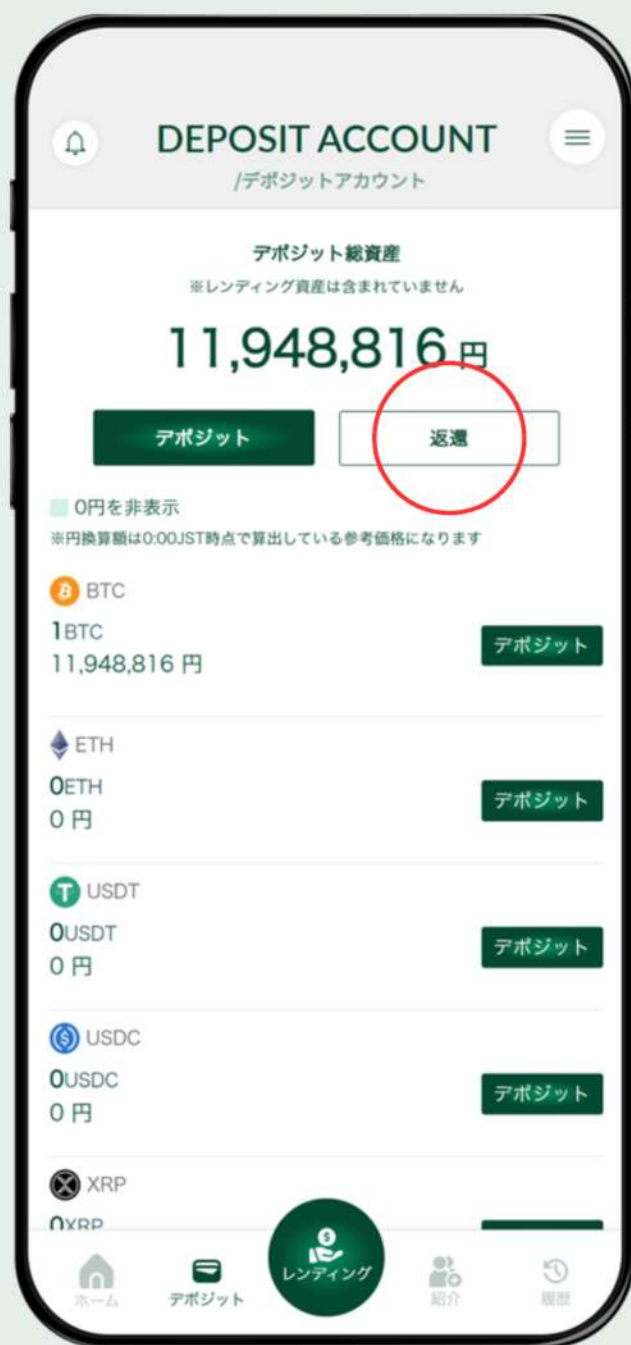 DEPOSIT ACCOUNT
/デポジットアカウント
デポジット総資産
※レンディング資産は含まれていません
11,948,816 円
デポジット
返還
0円を非表示
※円換算額は0:00JST時点で算出している参考価格になります
BTC
1BTC
11,948,816 円
デポジット
ETH
0ETH
0 円
デポジット
USDT
0USDT
0 円
デポジット
USDC
0USDC
0 円
デポジット
XRP
0XRP
ホーム
デポジット
レンディング
紹介
履歴